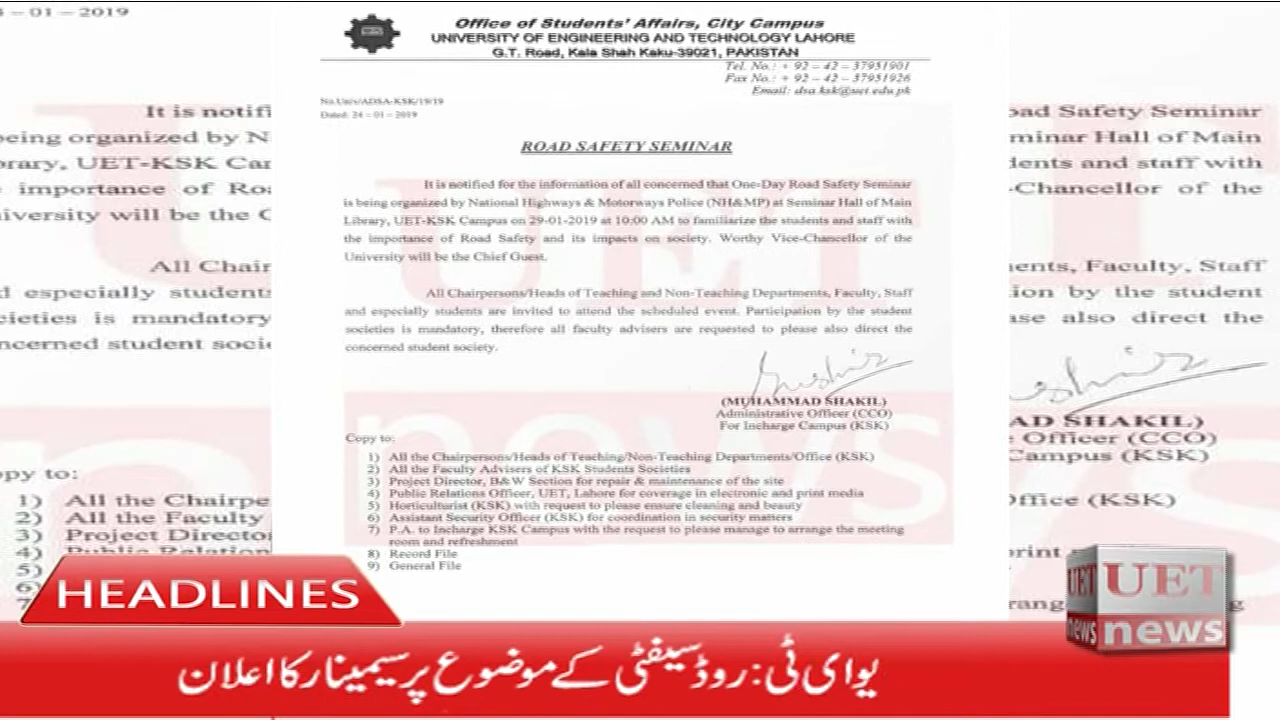 Office of Students' Affairs, City Campus
UNIVERSITY OF ENGINEERING AND TECHNOLOGY LAHORE
G.T. Road, Kala Shah Kaku-39021, PAKISTAN
Tel. No.: + 92 – 42 – 37951901
Fax No.: + 92 – 42 – 37951926
Email: dsa.ksk@uet.edu.pk
No.Univ/ADSA-KSK/19/19
Dated: 24 – 01 – 2019
ROAD SAFETY SEMINAR
It is notified for the information of all concerned that One-Day Road Safety Seminar
is being organized by National Highways & Motorways Police (NH&MP) at Seminar Hall of Main
Library, UET-KSK Campus on 29-01-2019 at 10:00 AM to familiarize the students and staff with
the importance of Road Safety and its impacts on society. Worthy Vice-Chancellor of the
University will be the Chief Guest.
All Chairpersons/Heads of Teaching and Non-Teaching Departments, Faculty, Staff
and especially students are invited to attend the scheduled event. Participation by the student
societies is mandatory, therefore all faculty advisers are requested to please also direct the
concerned student society.
(MUHAMMAD SHAKIL)
Administrative Officer (CCO)
For Incharge Campus (KSK)
Copy to:
1) All the Chairpersons/Heads of Teaching/Non-Teaching Departments/Office (KSK)
2) All the Faculty Advisers of KSK Students Societies
3) Project Director, B&W Section for repair & maintenance of the site
4) Public Relations Officer, UET, Lahore for coverage in electronic and print media
5) Horticulturist (KSK) with request to please ensure cleaning and beauty
6) Assistant Security Officer (KSK) for coordination in security matters
7) P.A. to Incharge KSK Campus with the request to please manage to arrange the meeting
room and refreshment
8) Record File
9) General File
HEADLINES
UET news
یو ای ٹی: روڈ سیفٹی کے موضوع پر سیمینار کا اعلان